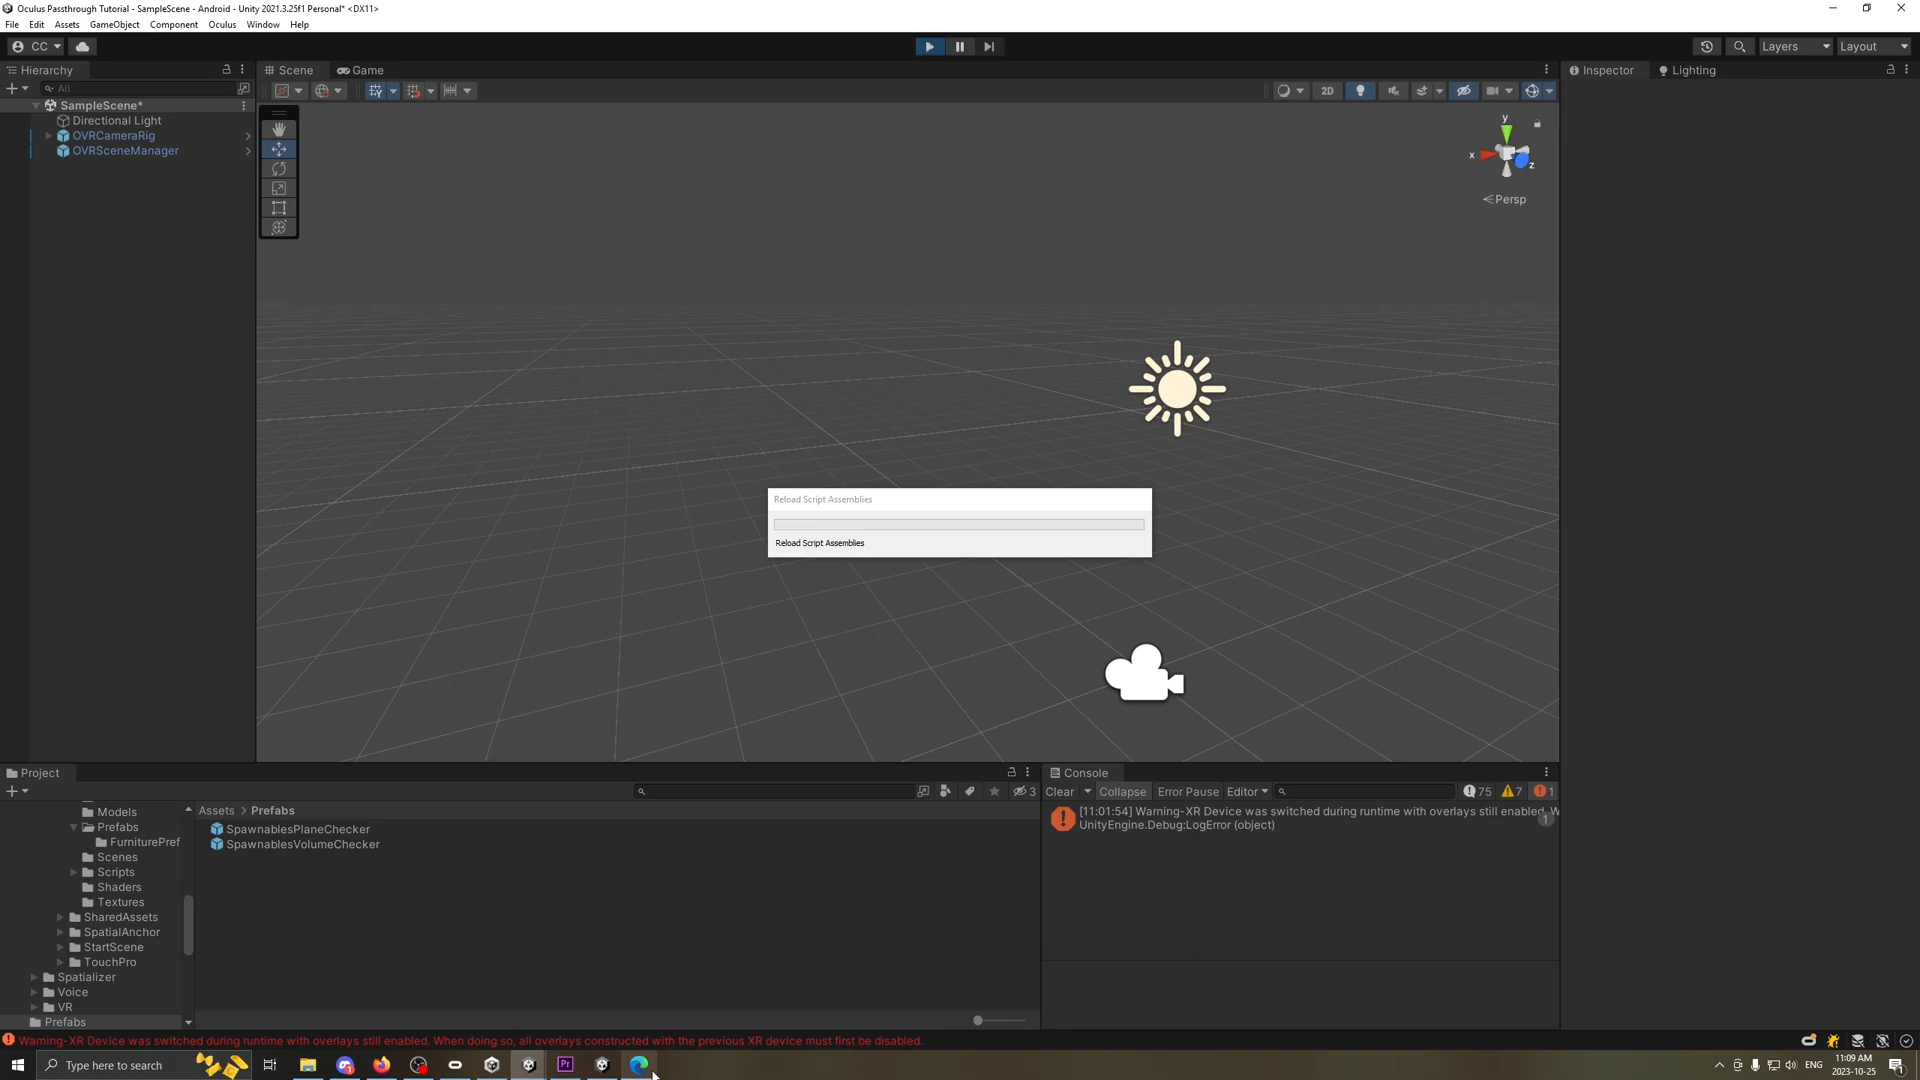 Oculus Passthrough Tutorial - SampleScene - Android - Unity 2021.3.25f1 Personal* <DX11>
File Edit Assets GameObject Component Oculus Window Help
CC
Layers
Layout
Hierarchy
Scene
Game
Inspector
Lighting
All
2D
SampleScene*
Directional Light
OVRCameraRig
OVRSceneManager
y
x
z
Persp
Reload Script Assemblies
Reload Script Assemblies
Project
Console
3
Clear
Collapse
Error Pause
Editor
75
7
1
Models
Prefabs
FurniturePref
Scenes
Scripts
Shaders
Textures
SharedAssets
SpatialAnchor
StartScene
TouchPro
Spatializer
Voice
VR
Prefabs
Assets > Prefabs
SpawnablesPlaneChecker
SpawnablesVolumeChecker
[11:01:54] Warning-XR Device was switched during runtime with overlays still enabled. W
UnityEngine.Debug:LogError (object)
1
Warning-XR Device was switched during runtime with overlays still enabled. When doing so, all overlays constructed with the previous XR device must first be disabled.
Type here to search
Pr
ENG
11:09 AM
2023-10-25
1